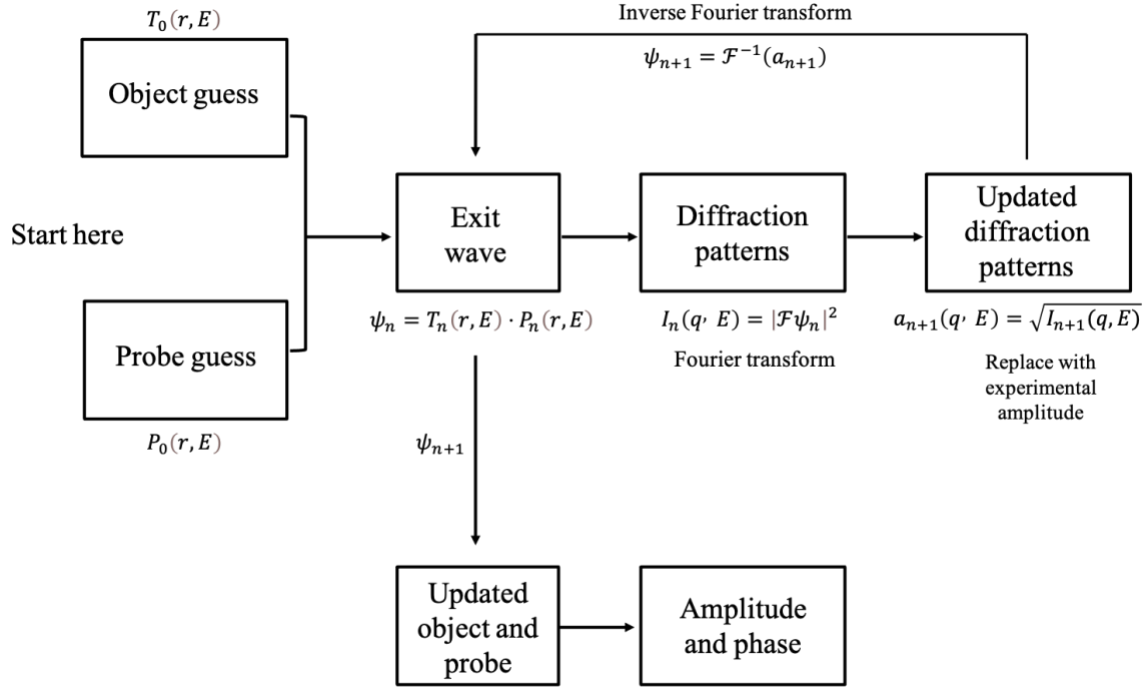 T₀(r, E)
Object guess
Inverse Fourier transform
ψₙ₊₁ = ℱ⁻¹(aₙ₊₁)
Start here
Exit
wave
Diffraction
patterns
Updated
diffraction
patterns
ψₙ = Tₙ(r, E) · Pₙ(r, E)
Iₙ(q, E) = |ℱψₙ|²
Fourier transform
aₙ₊₁(q, E) = √Iₙ₊₁(q, E)
Replace with
experimental
amplitude
Probe guess
P₀(r, E)
ψₙ₊₁
Updated
object and
probe
Amplitude
and phase